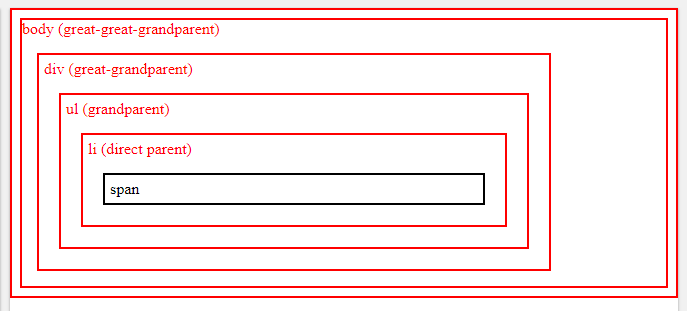 body (great-great-grandparent)
div (great-grandparent)
ul (grandparent)
li (direct parent)
span